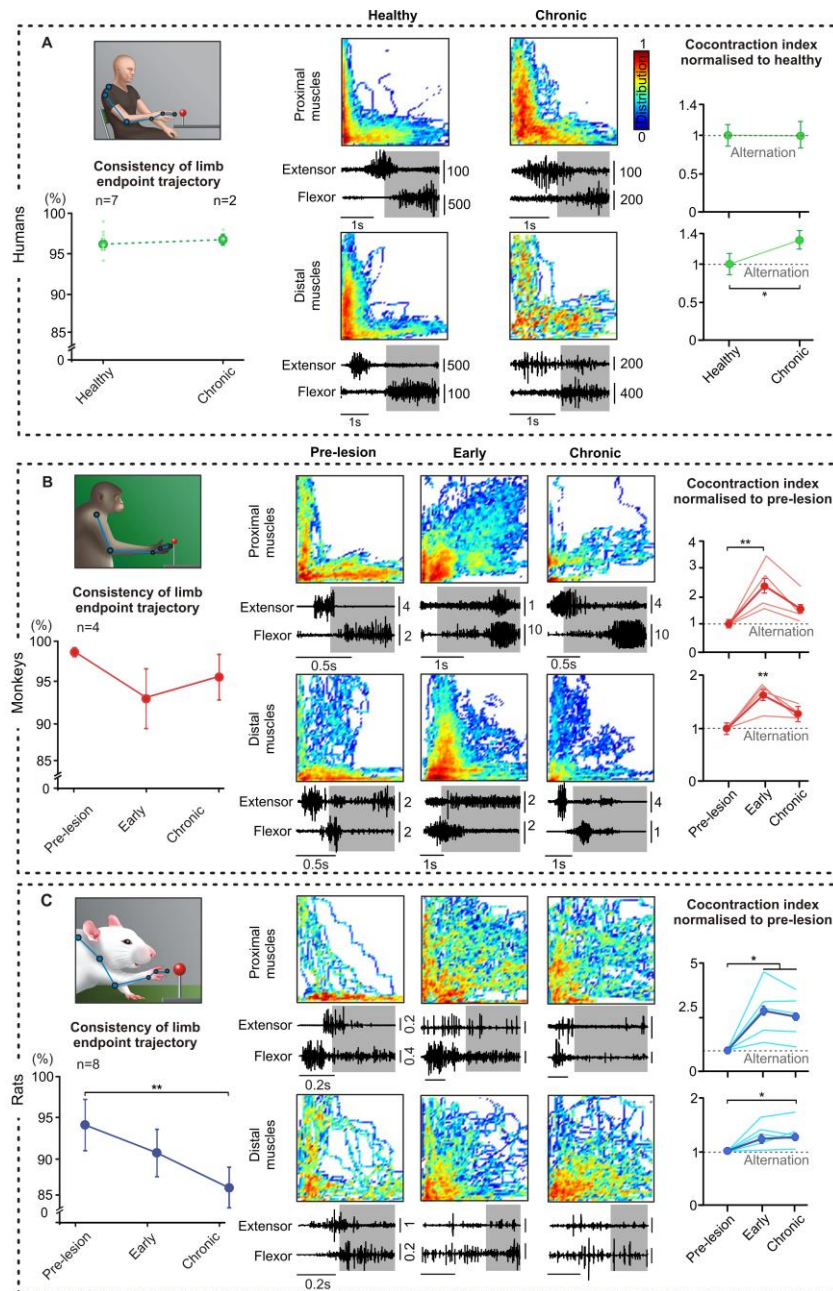 Healthy Chronic
A
Humans
Consistency of limb
endpoint trajectory
(%)
n=7 n=2
100
95
90
85
0
Healthy Chronic
Proximal
muscles
1
Distribution
0
Extensor 100 100
Flexor 500 200
1s 1s
Distal
muscles
Extensor 500 200
Flexor 100 400
1s 1s
Cocontraction index
normalised to healthy
1.4
1
0.5
0
Alternation
1.4
1
0.5
0
Alternation
*
Healthy Chronic
Pre-lesion Early Chronic
B
Monkeys
Consistency of limb
endpoint trajectory
(%)
n=4
100
95
90
85
0
Pre-lesion Early Chronic
Proximal
muscles
Extensor 4 1 4
Flexor 2 10 10
0.5s 1s 0.5s
Distal
muscles
Extensor 2 2 4
Flexor 2 2 1
0.5s 1s 1s
Cocontraction index
normalised to pre-lesion
4
3
2
1
0
**
Alternation
2
1
0
**
Alternation
Pre-lesion Early Chronic
C
Rats
Consistency of limb
endpoint trajectory
(%)
n=8
100
95
90
85
0
**
Pre-lesion Early Chronic
Proximal
muscles
Extensor 0.2
Flexor 0.4
0.2s
Distal
muscles
Extensor 1
Flexor 0.2
0.2s
Cocontraction index
normalised to pre-lesion
5
2.5
1
0
*
Alternation
2
1
0
*
Alternation
Pre-lesion Early Chronic